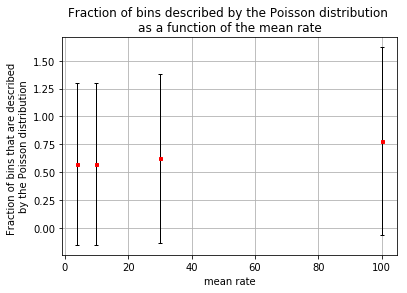 Fraction of bins described by the Poisson distribution
as a function of the mean rate
Fraction of bins that are described
by the Poisson distribution
1.50
1.25
1.00
0.75
0.50
0.25
0.00
0 20 40 60 80 100
mean rate